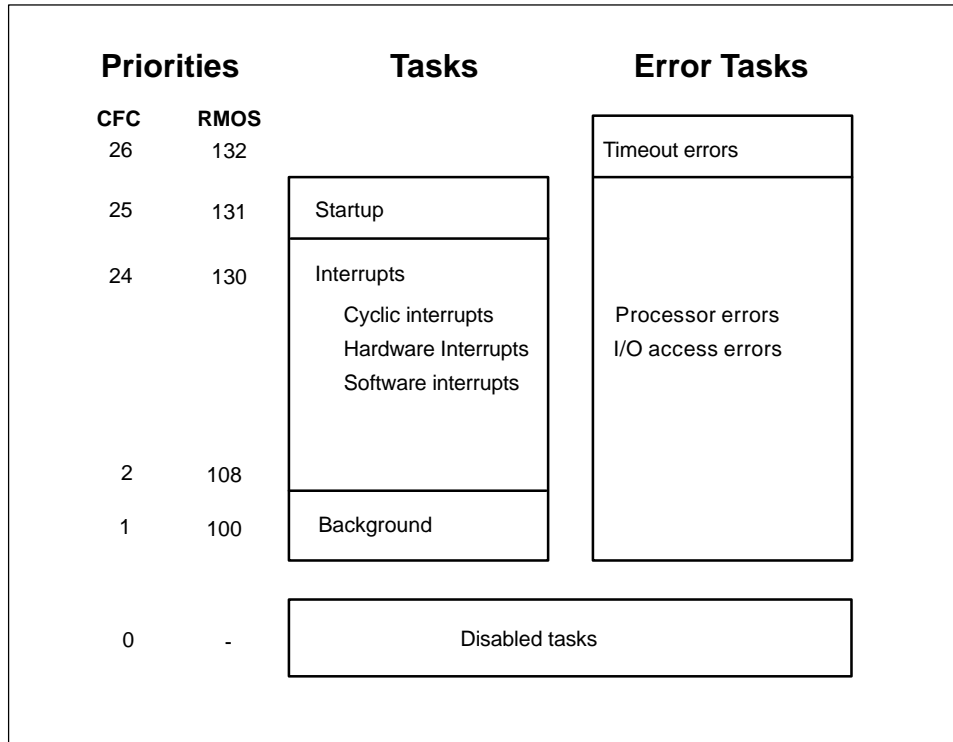 Priorities Tasks Error Tasks
CFC RMOS
26 132 Timeout errors
25 131 Startup
24 130 Interrupts
Cyclic interrupts Processor errors
Hardware Interrupts I/O access errors
Software interrupts
2 108
1 100 Background
0 - Disabled tasks